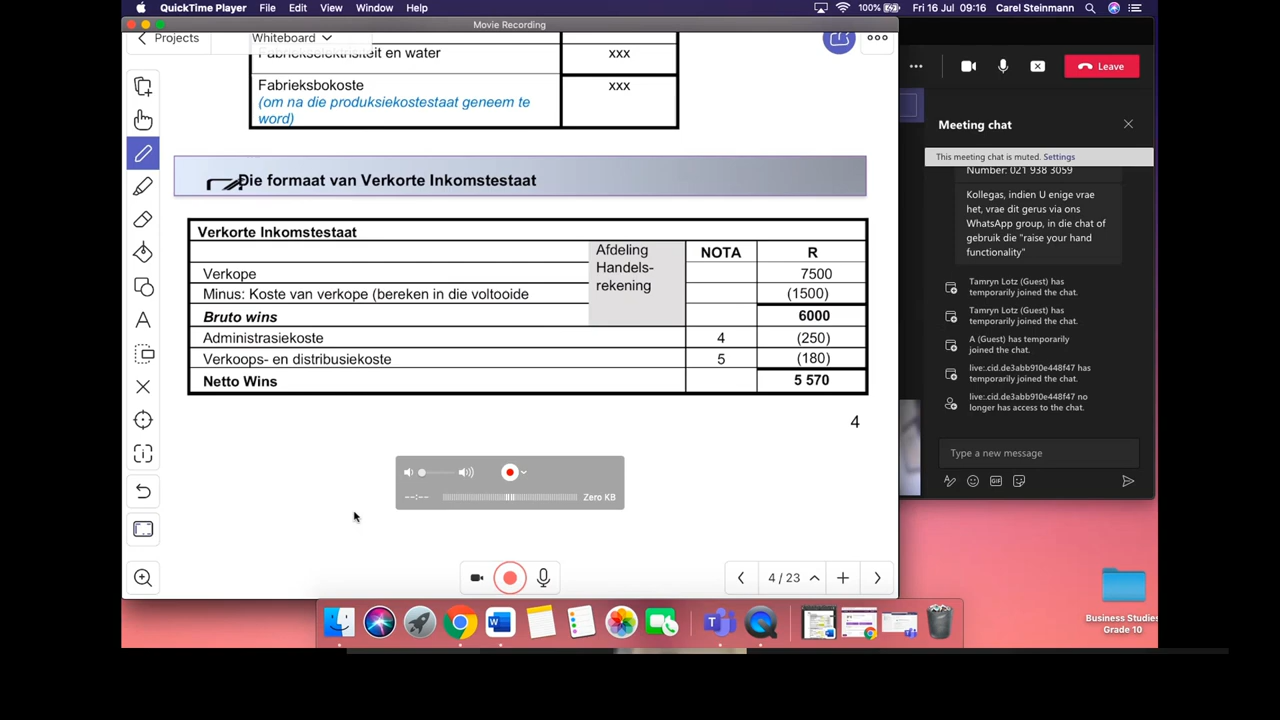 QuickTime Player File Edit View Window Help 100% Fri 16 Jul 09:16 Carel Steinmann
Movie Recording
Projects
Whiteboard
Fabriekselektrisiteit en water xxx
Fabrieksbokoste xxx
(om na die produksiekostestaat geneem te
word)
Die formaat van Verkorte Inkomstestaat
Verkorte Inkomstestaat
Afdeling
Handels-
rekening
NOTA R
Verkope 7500
Minus: Koste van verkope (bereken in die voltooide (1500)
Bruto wins 6000
Administrasiekoste 4 (250)
Verkoops- en distribusiekoste 5 (180)
Netto Wins 5 570
4
--:-- Zero KB
4 / 23
Leave
Meeting chat
This meeting chat is muted. Settings
Number: 021 938 3059
Kollegas, indien U enige vrae
het, vrae dit gerus via ons
WhatsApp group, in die chat of
gebruik die "raise your hand
functionality"
Tamryn Lotz (Guest) has
temporarily joined the chat.
Tamryn Lotz (Guest) has
temporarily joined the chat.
A (Guest) has temporarily
joined the chat.
live:.cid.de3abb910e448f47 has
temporarily joined the chat.
live:.cid.de3abb910e448f47 no
longer has access to the chat.
Type a new message
GIF
Business Studies
Grade 10